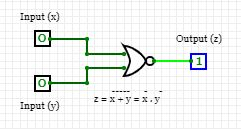 Input (x)
0
Output (z)
1
Input (y)
0
z = x + y = x . y